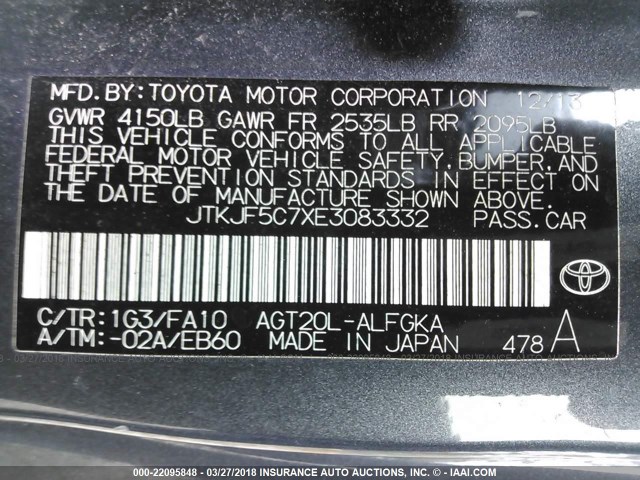 MFD. BY: TOYOTA MOTOR CORPORATION 12/13
GVWR 4150LB GAWR FR 2535LB RR 2095LB
THIS VEHICLE CONFORMS TO ALL APPLICABLE
FEDERAL MOTOR VEHICLE SAFETY, BUMPER, AND
THEFT PREVENTION STANDARDS IN EFFECT ON
THE DATE OF MANUFACTURE SHOWN ABOVE.
JTKJF5C7XE3083332 PASS. CAR
C/TR: 1G3/FA10 AGT20L-ALFGKA
A/TM: -02A/EB60 MADE IN JAPAN 478 A
000-22095848 - 03/27/2018 - INSURANCE AUTO AUCTIONS - © IAAI.COM